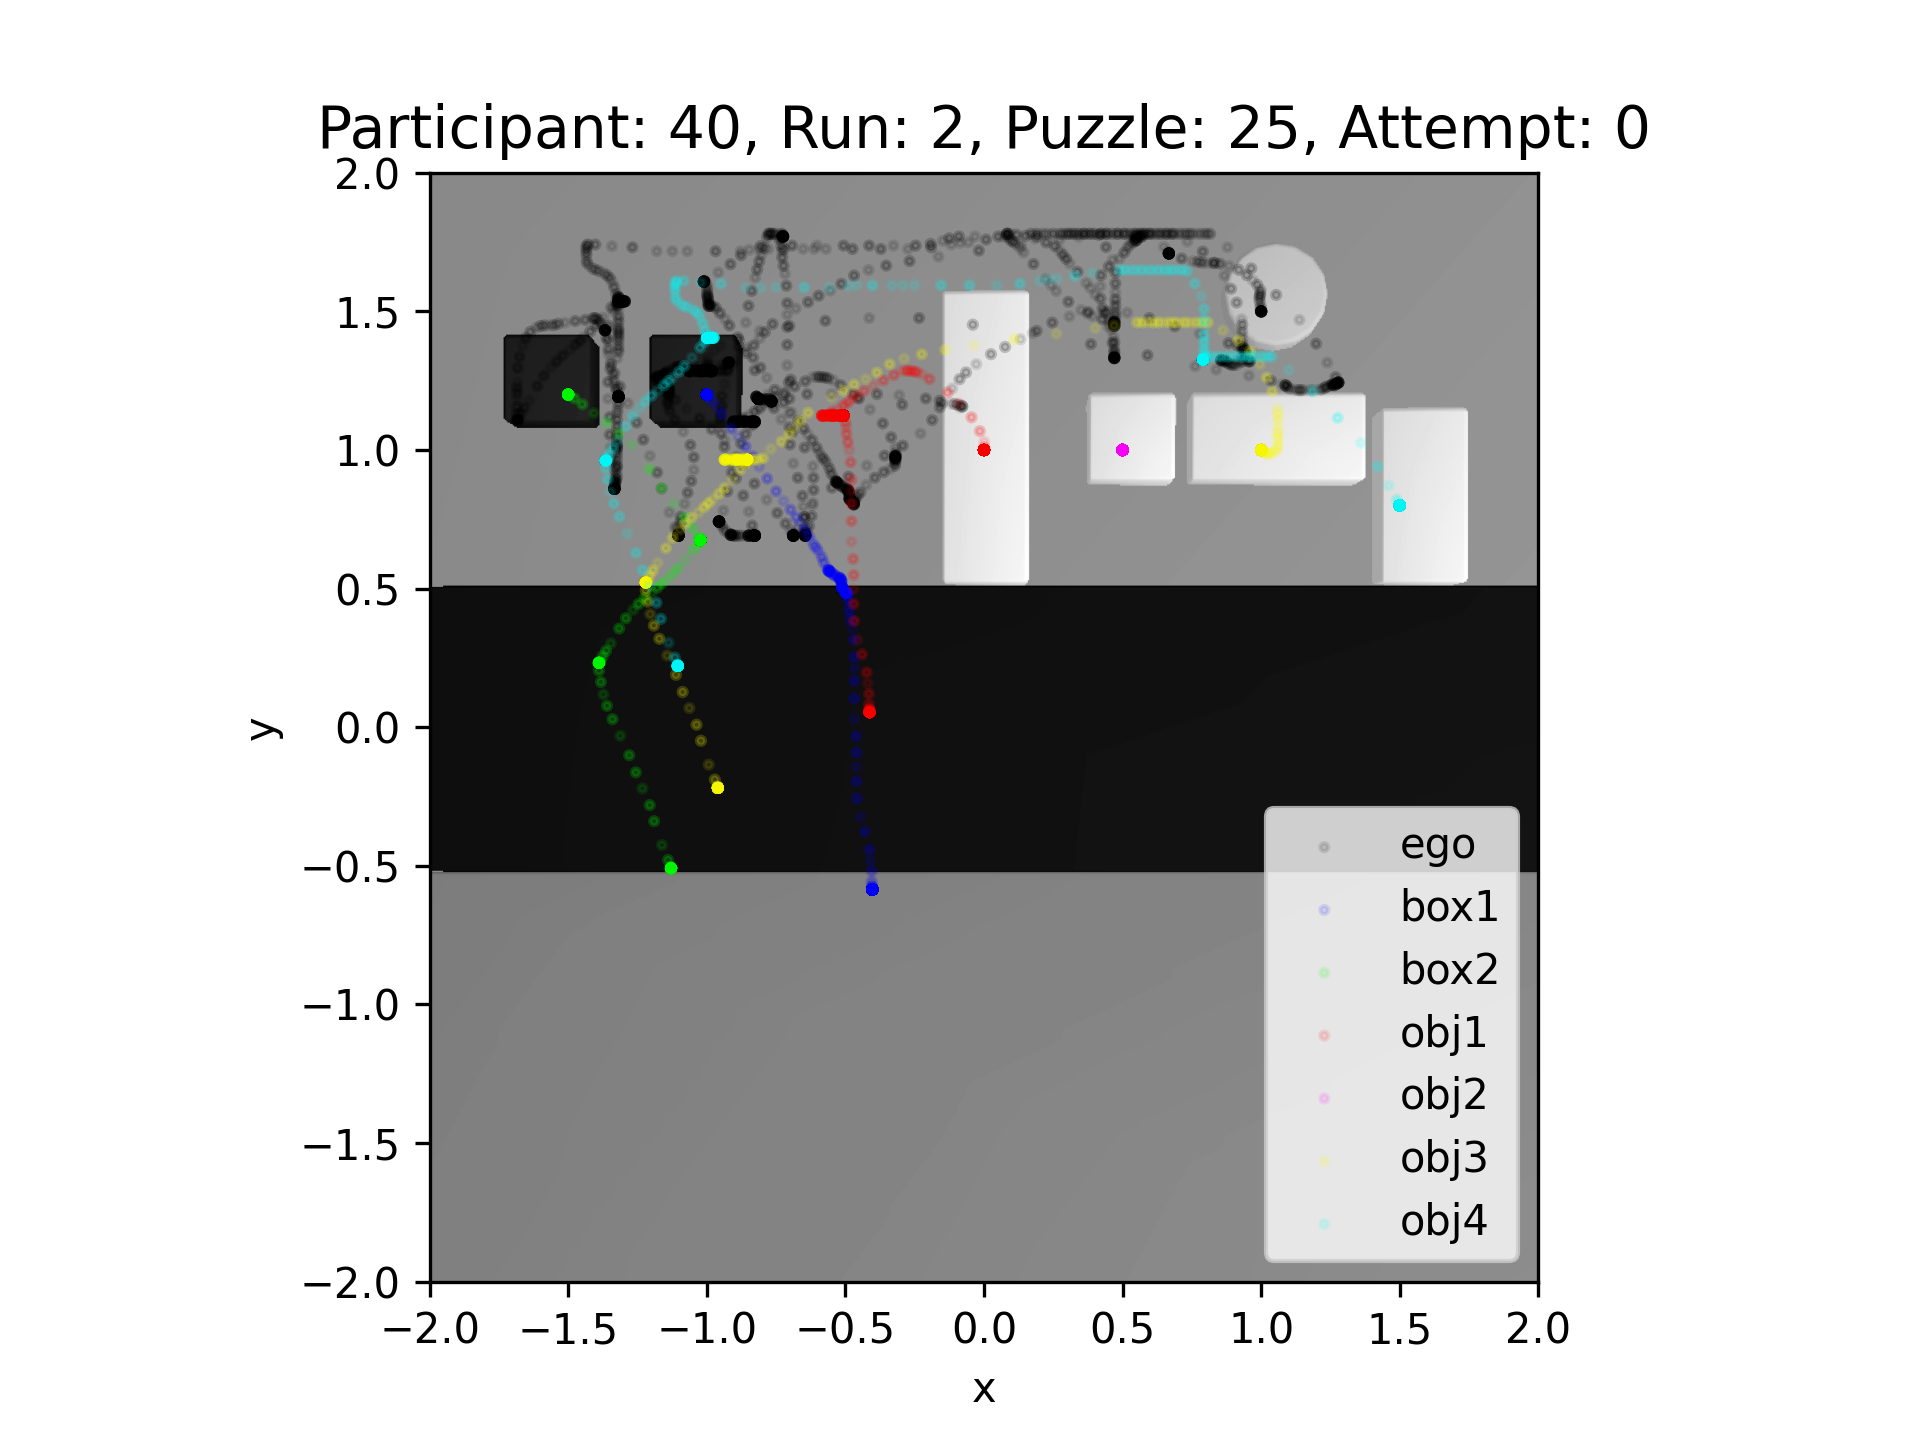 Participant: 40, Run: 2, Puzzle: 25, Attempt: 0
2.0
1.5
1.0
0.5
0.0
−0.5
−1.0
−1.5
−2.0
y
ego
box1
box2
obj1
obj2
obj3
obj4
−2.0 −1.5 −1.0 −0.5 0.0 0.5 1.0 1.5 2.0
x